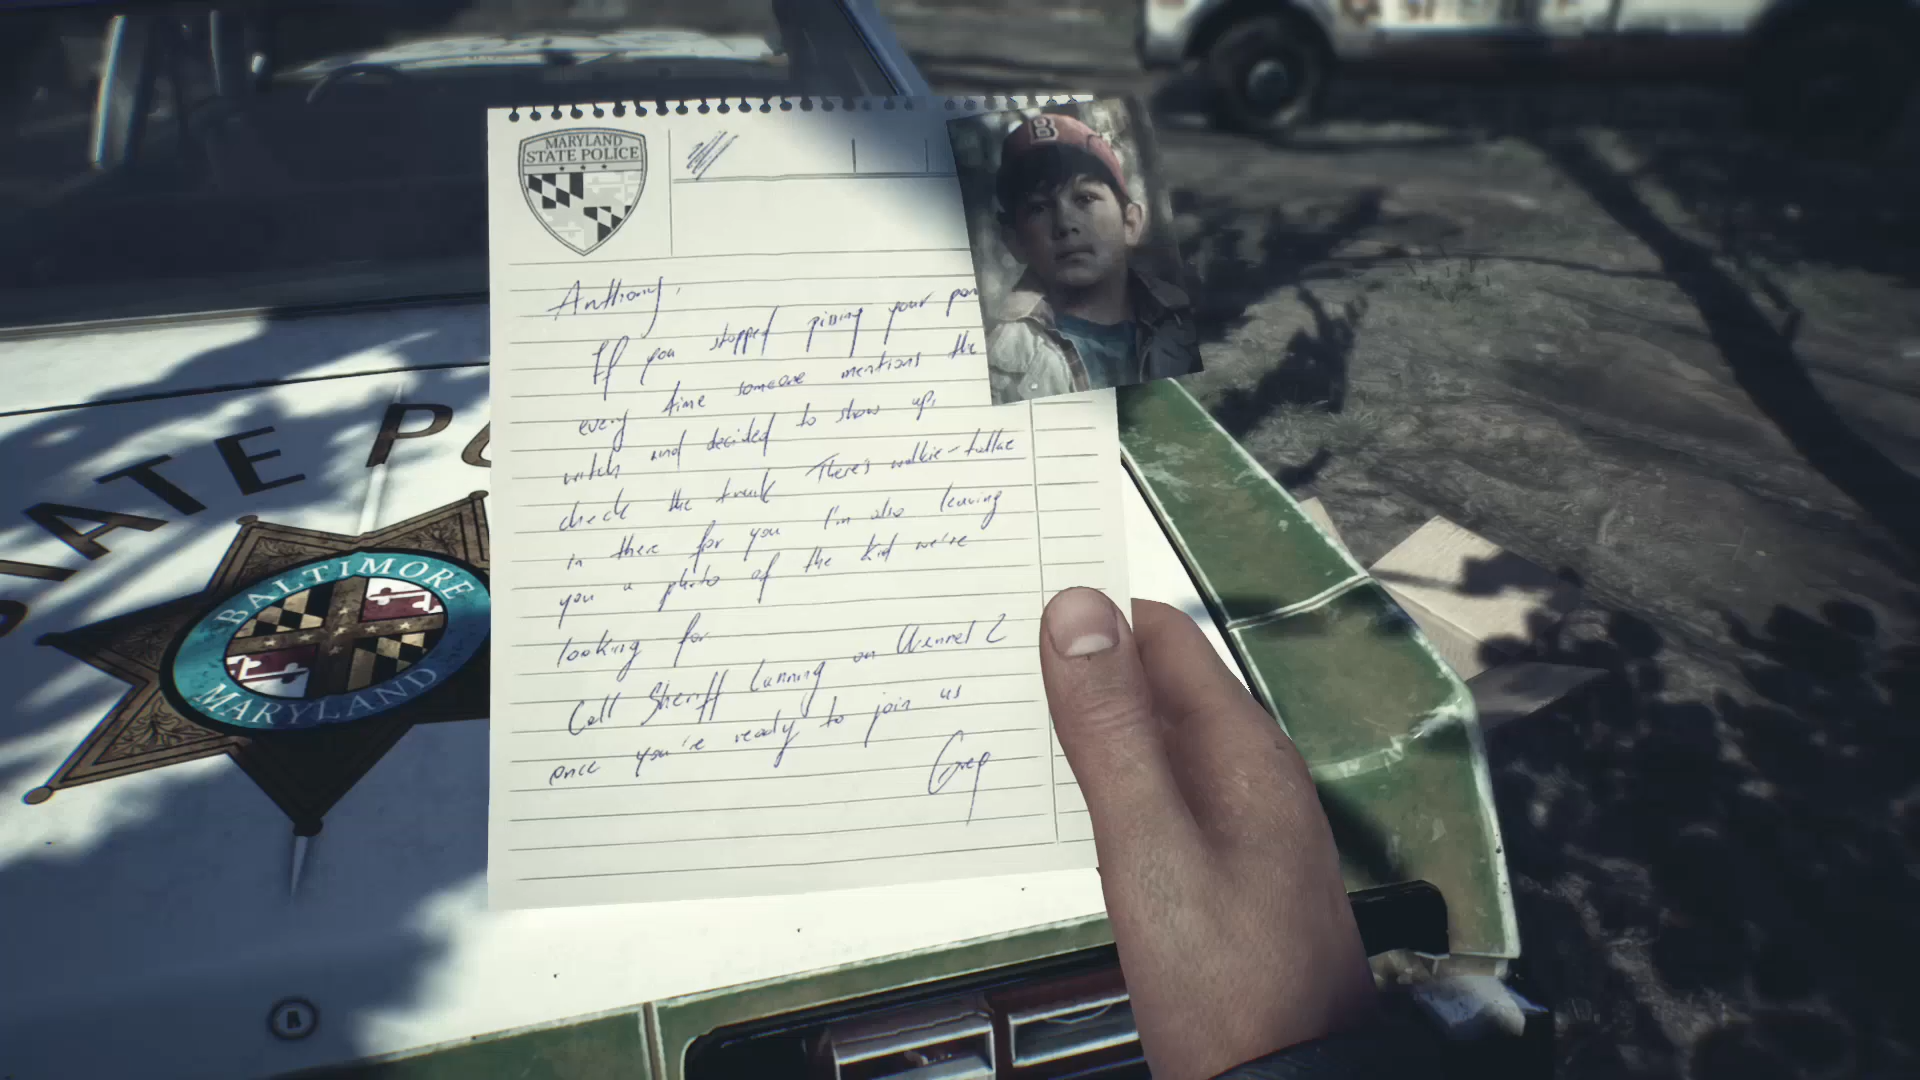 MARYLAND
STATE POLICE
Anthony,
If you stopped pissing your pan
every time someone mentions the
witch and decided to show up,
check the trunk There's walkie-talkie
in there for you I'm also leaving
you a photo of the kid we're
looking for
Call Sheriff Lanning on Channel 2
once you're ready to join us
Greg
B
ATE PO
BALTIMORE
MARYLAND